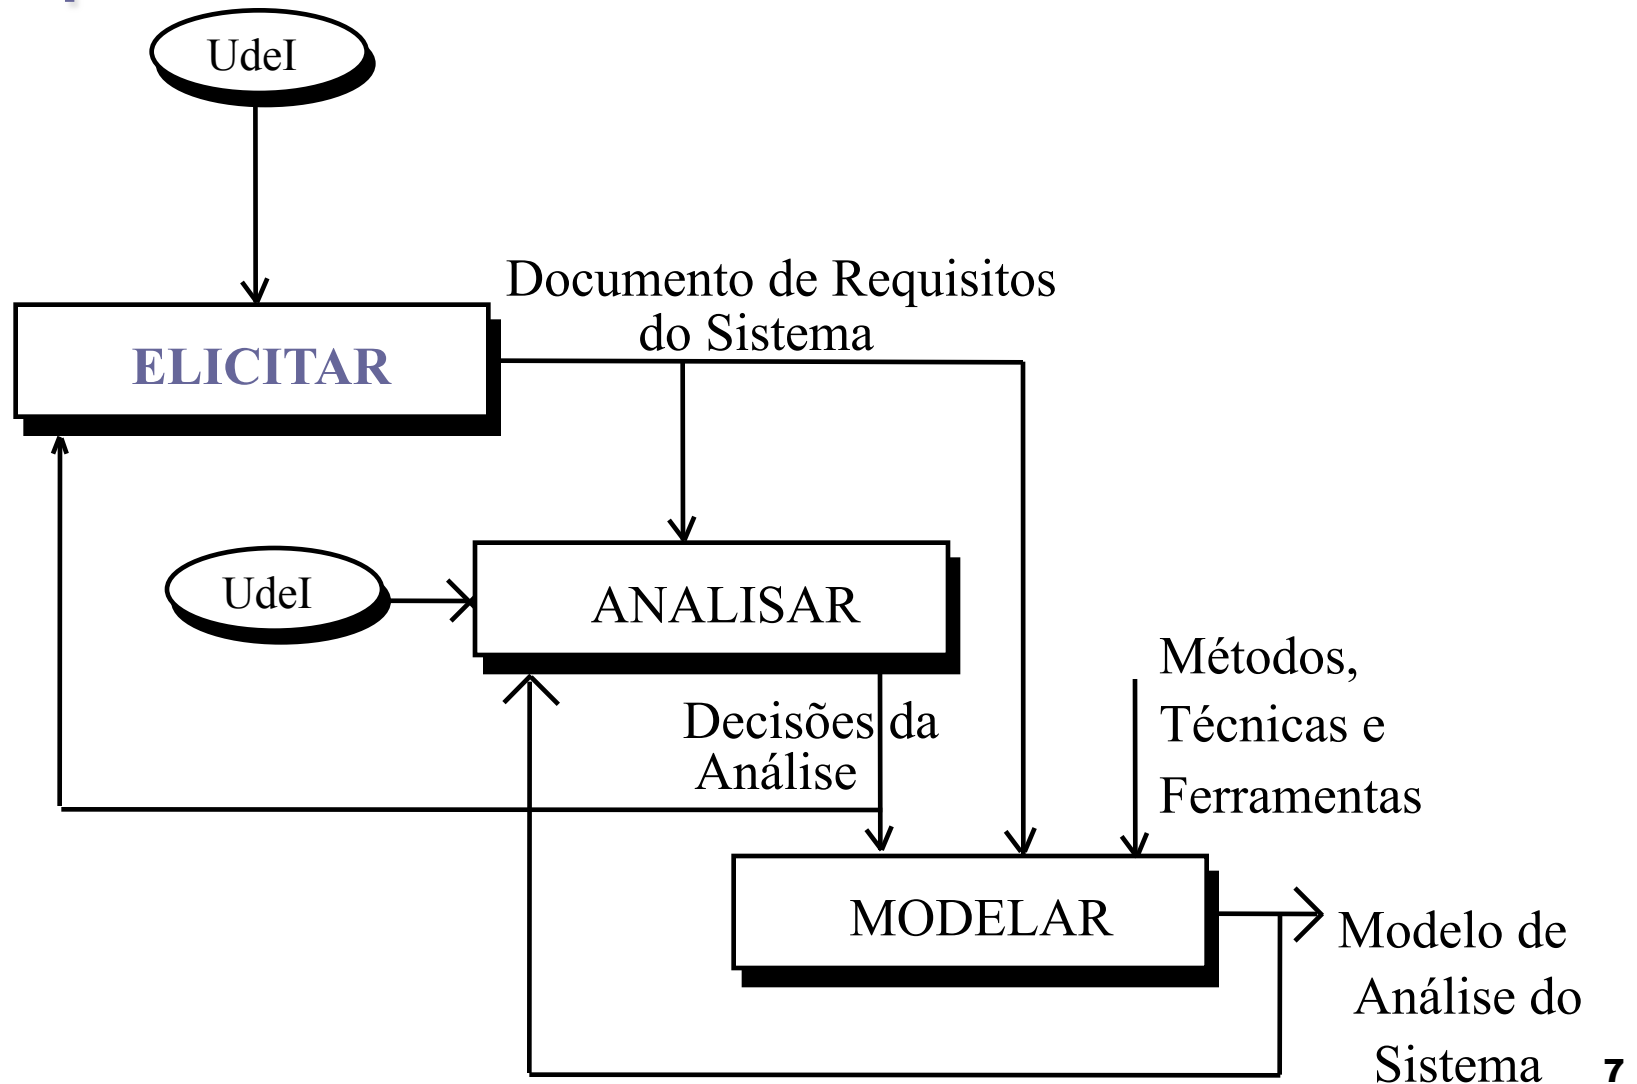 UdeI
Documento de Requisitos
do Sistema
ELICITAR
UdeI
ANALISAR
Decisões da
Análise
Métodos,
Técnicas e
Ferramentas
MODELAR
Modelo de
Análise do
Sistema
7